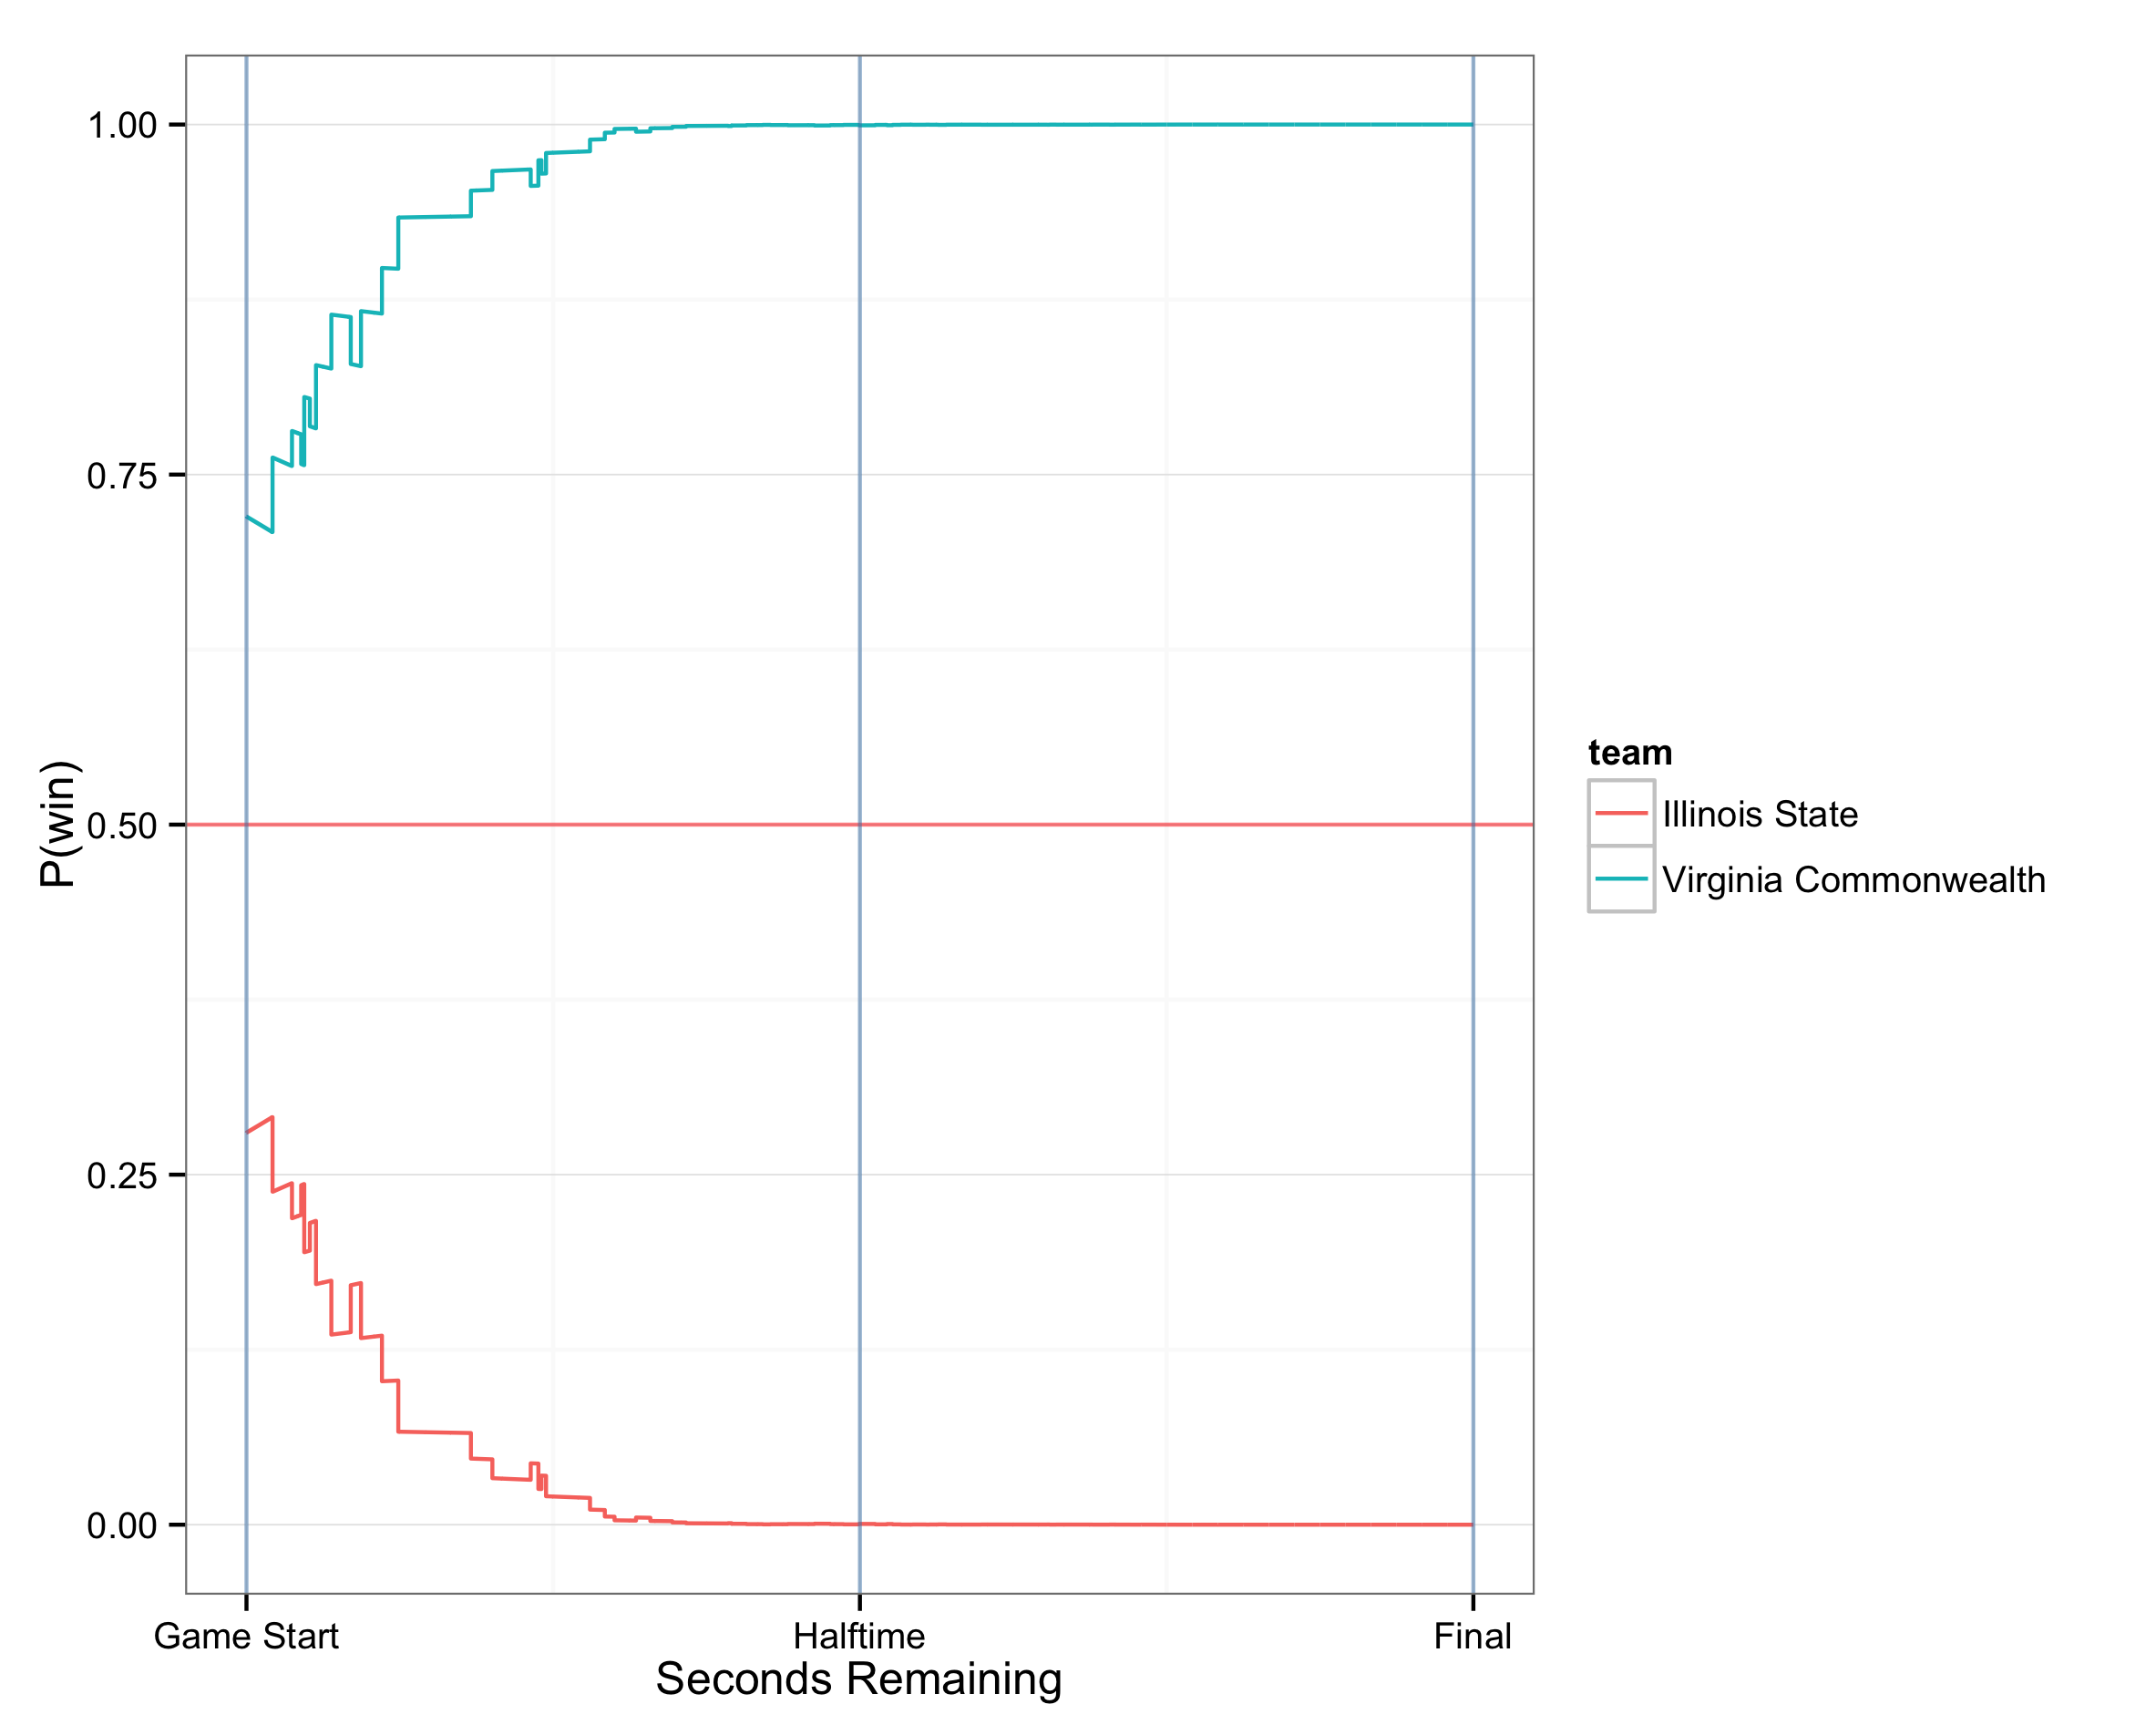 1.00
0.75
0.50
0.25
0.00
P(win)
Game Start
Halftime
Final
Seconds Remaining
team
Illinois State
Virginia Commonwealth